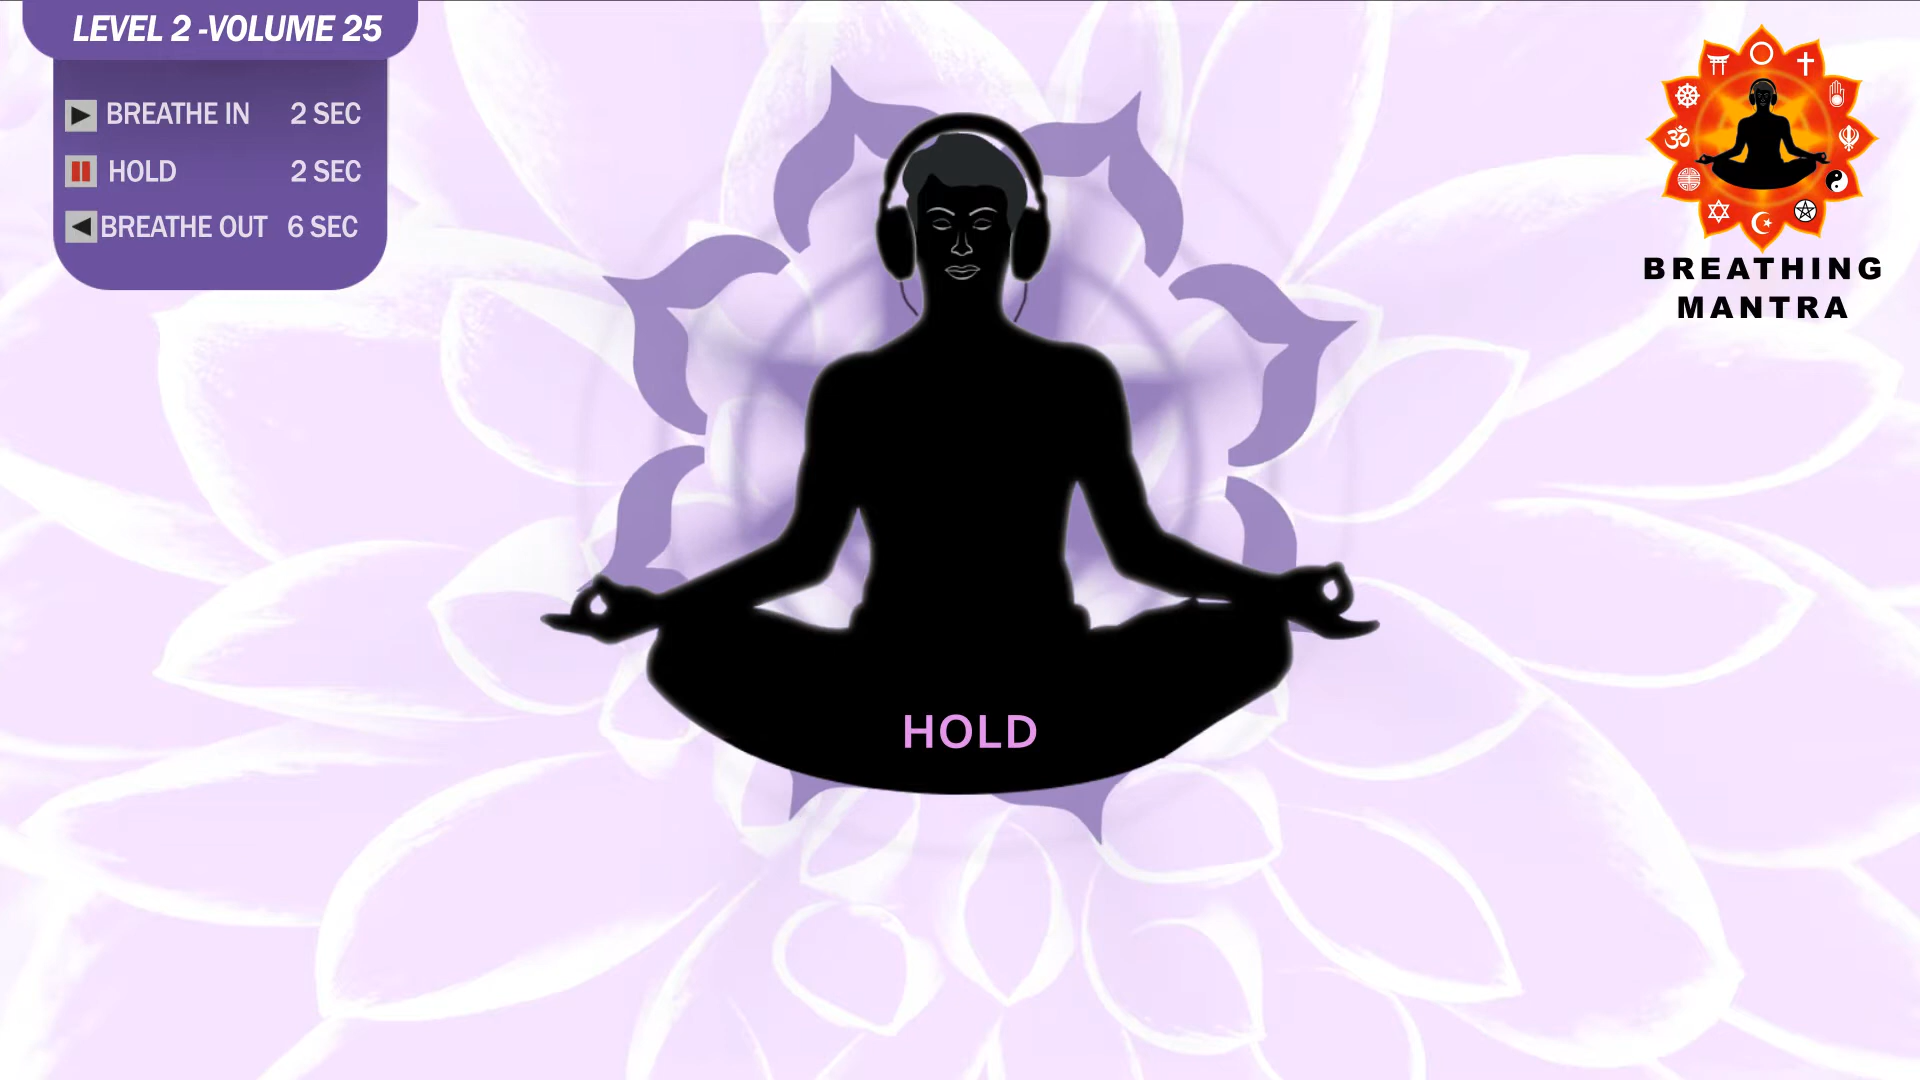 LEVEL 2 -VOLUME 25
BREATHE IN 2 SEC
HOLD 2 SEC
BREATHE OUT 6 SEC
BREATHING
MANTRA
HOLD